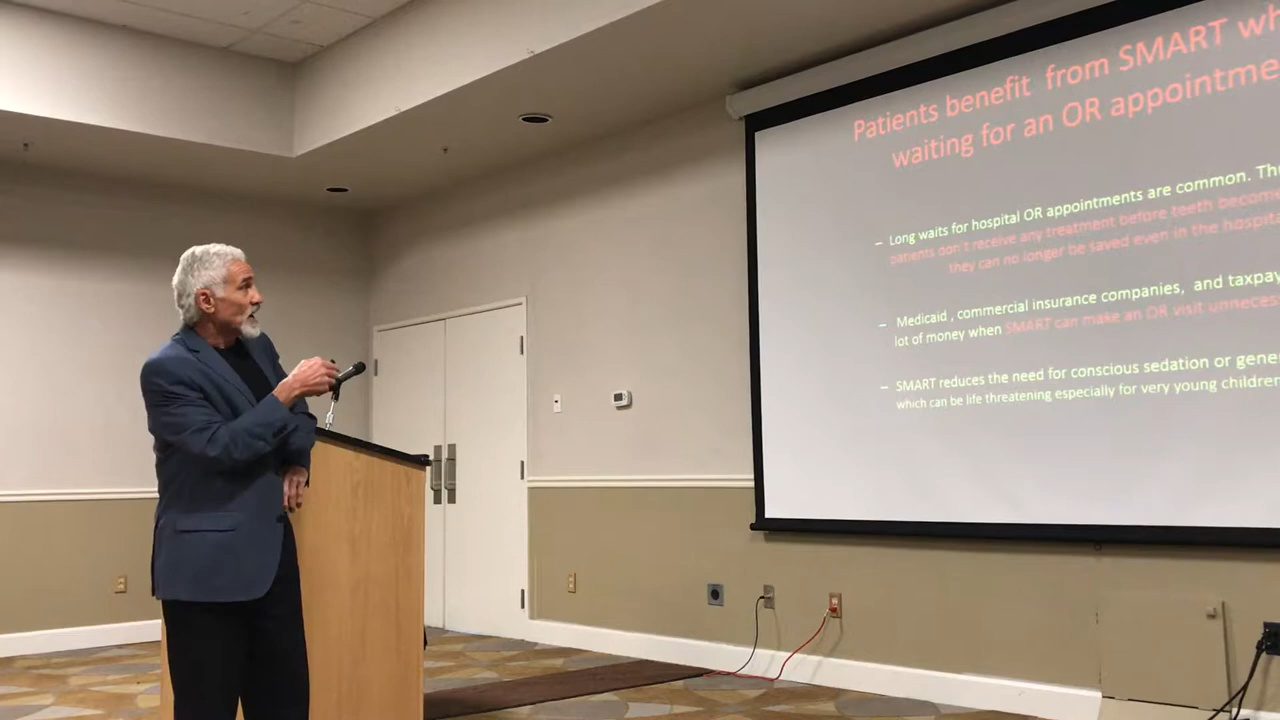 Patients benefit from SMART wh
waiting for an OR appointme
– Long waits for hospital OR appointments are common. Thu
patients don't receive any treatment before teeth become
they can no longer be saved even in the hospita
– Medicaid , commercial insurance companies, and taxpay
lot of money when SMART can make an OR visit unneces
– SMART reduces the need for conscious sedation or gene
which can be life threatening especially for very young children